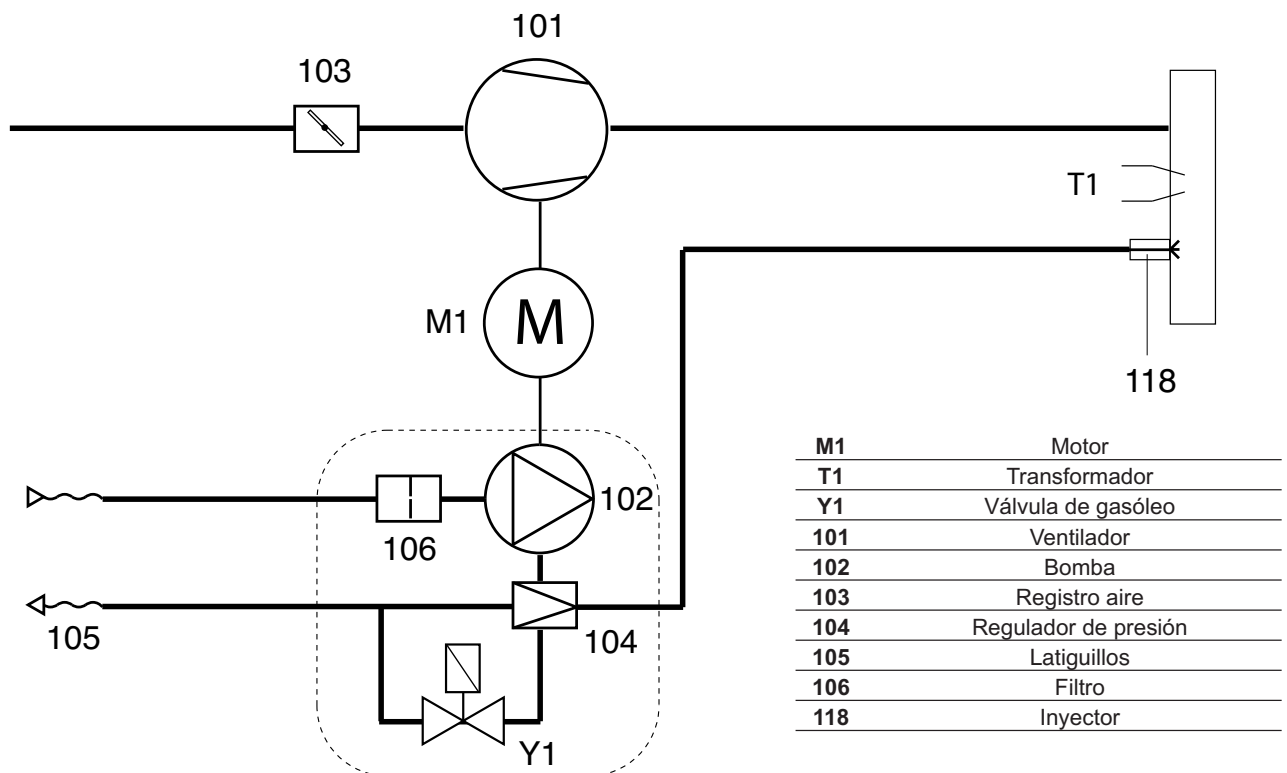 101
103
T1
M1
M
118
102
106
105
104
Y1
M1 Motor
T1 Transformador
Y1 Válvula de gasóleo
101 Ventilador
102 Bomba
103 Registro aire
104 Regulador de presión
105 Latiguillos
106 Filtro
118 Inyector